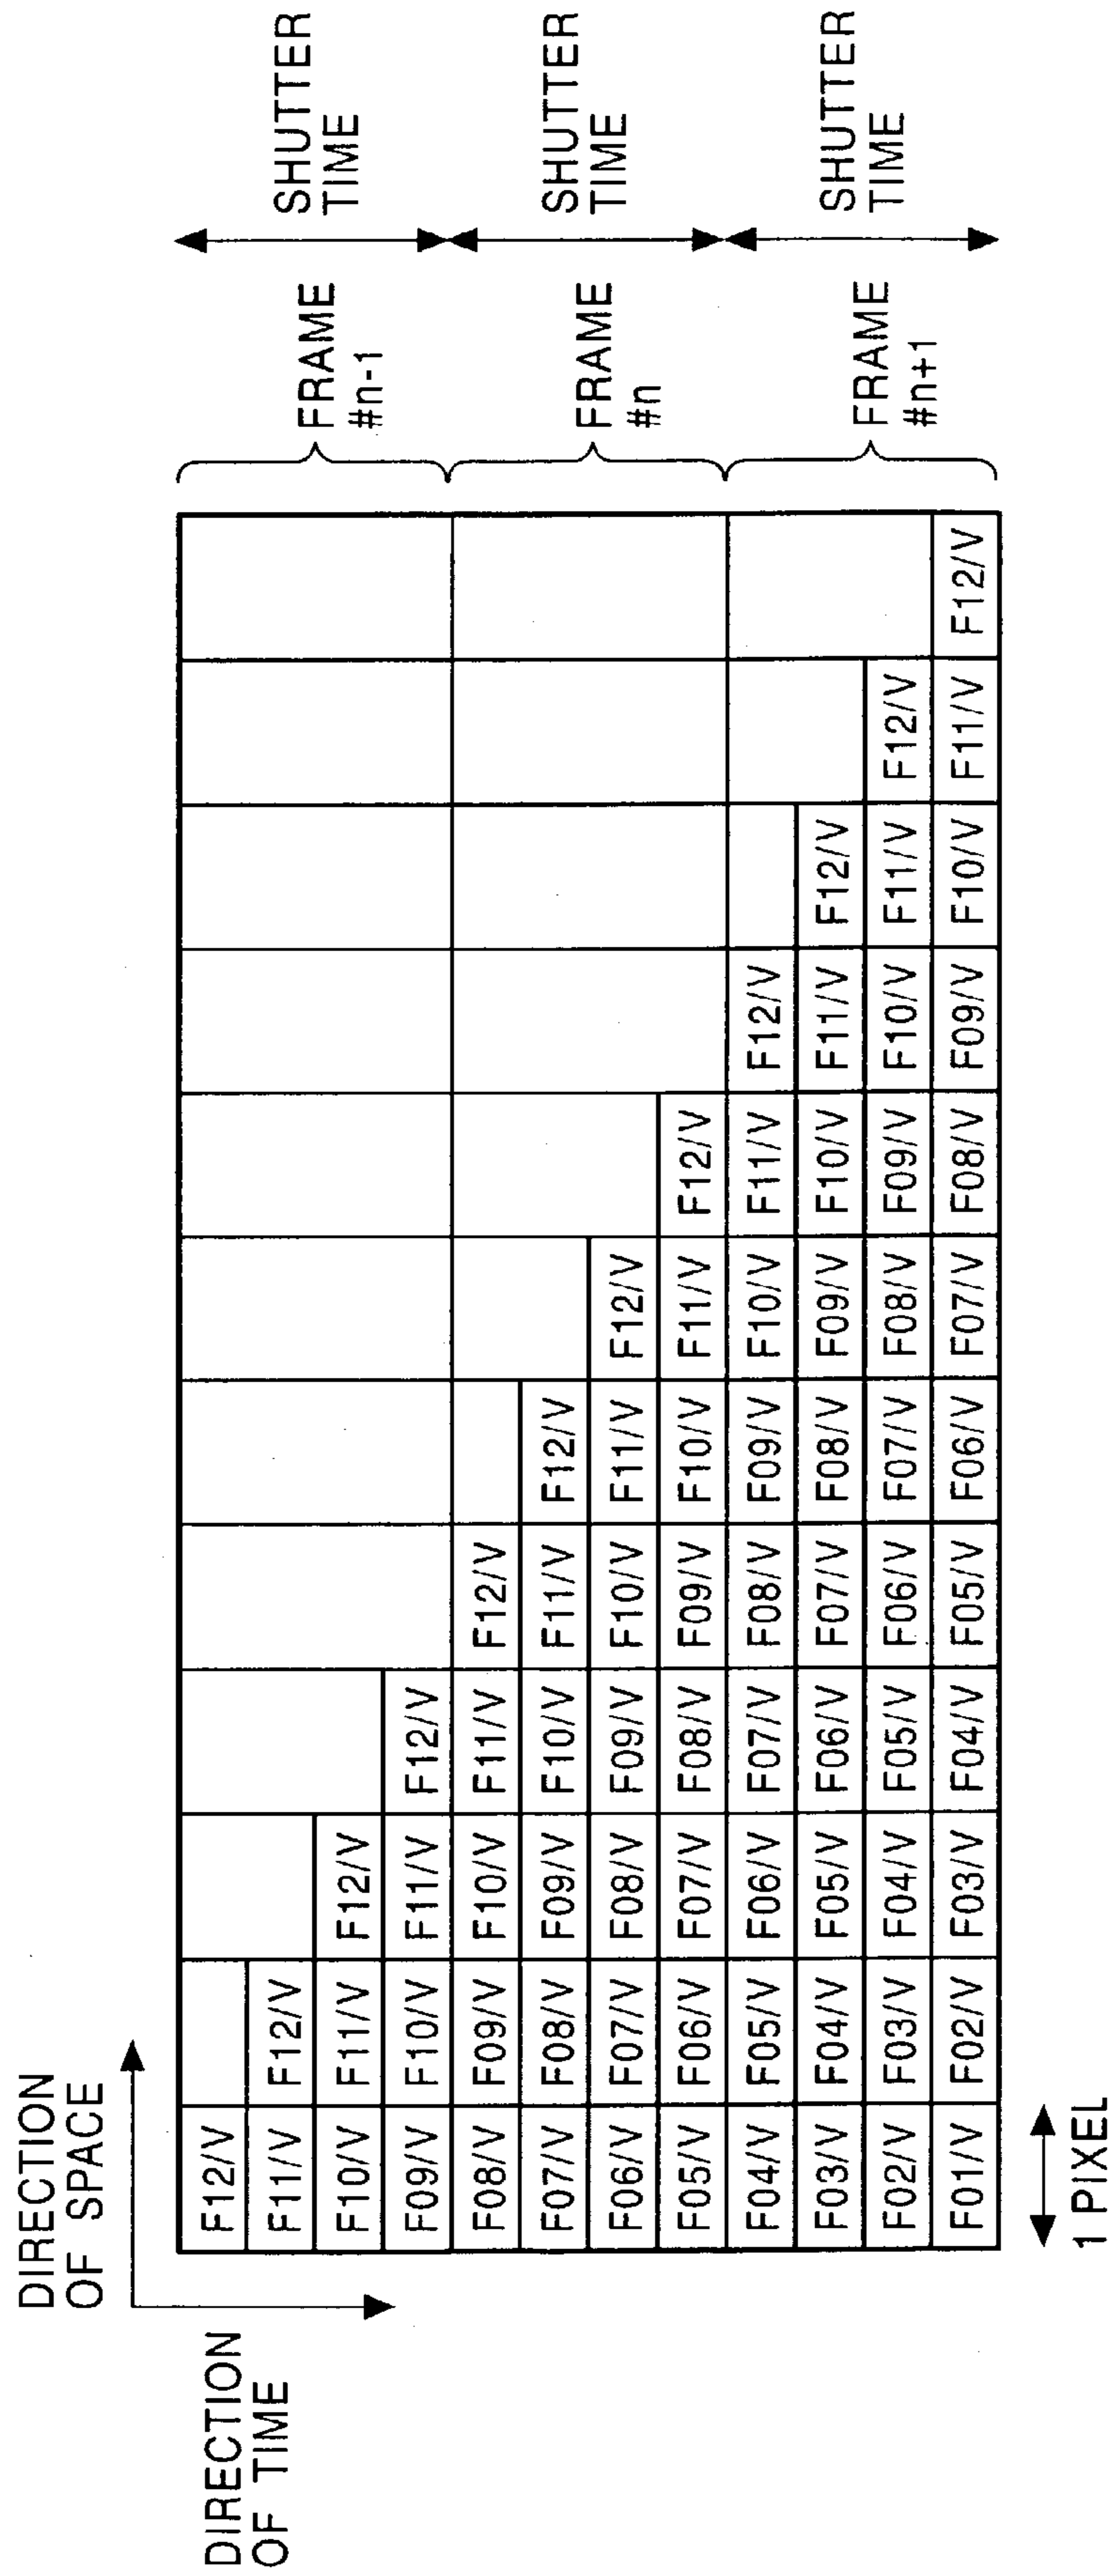 DIRECTION
OF SPACE
DIRECTION
OF TIME
F12/V
F11/V F12/V
F10/V F11/V F12/V
F09/V F10/V F11/V F12/V
FRAME
#n-1
SHUTTER
TIME
F08/V F09/V F10/V F11/V F12/V
F07/V F08/V F09/V F10/V F11/V F12/V
F06/V F07/V F08/V F09/V F10/V F11/V F12/V
F05/V F06/V F07/V F08/V F09/V F10/V F11/V F12/V
FRAME
#n
SHUTTER
TIME
F04/V F05/V F06/V F07/V F08/V F09/V F10/V F11/V F12/V
F03/V F04/V F05/V F06/V F07/V F08/V F09/V F10/V F11/V F12/V
F02/V F03/V F04/V F05/V F06/V F07/V F08/V F09/V F10/V F11/V F12/V
F01/V F02/V F03/V F04/V F05/V F06/V F07/V F08/V F09/V F10/V F11/V F12/V
FRAME
#n+1
SHUTTER
TIME
1 PIXEL